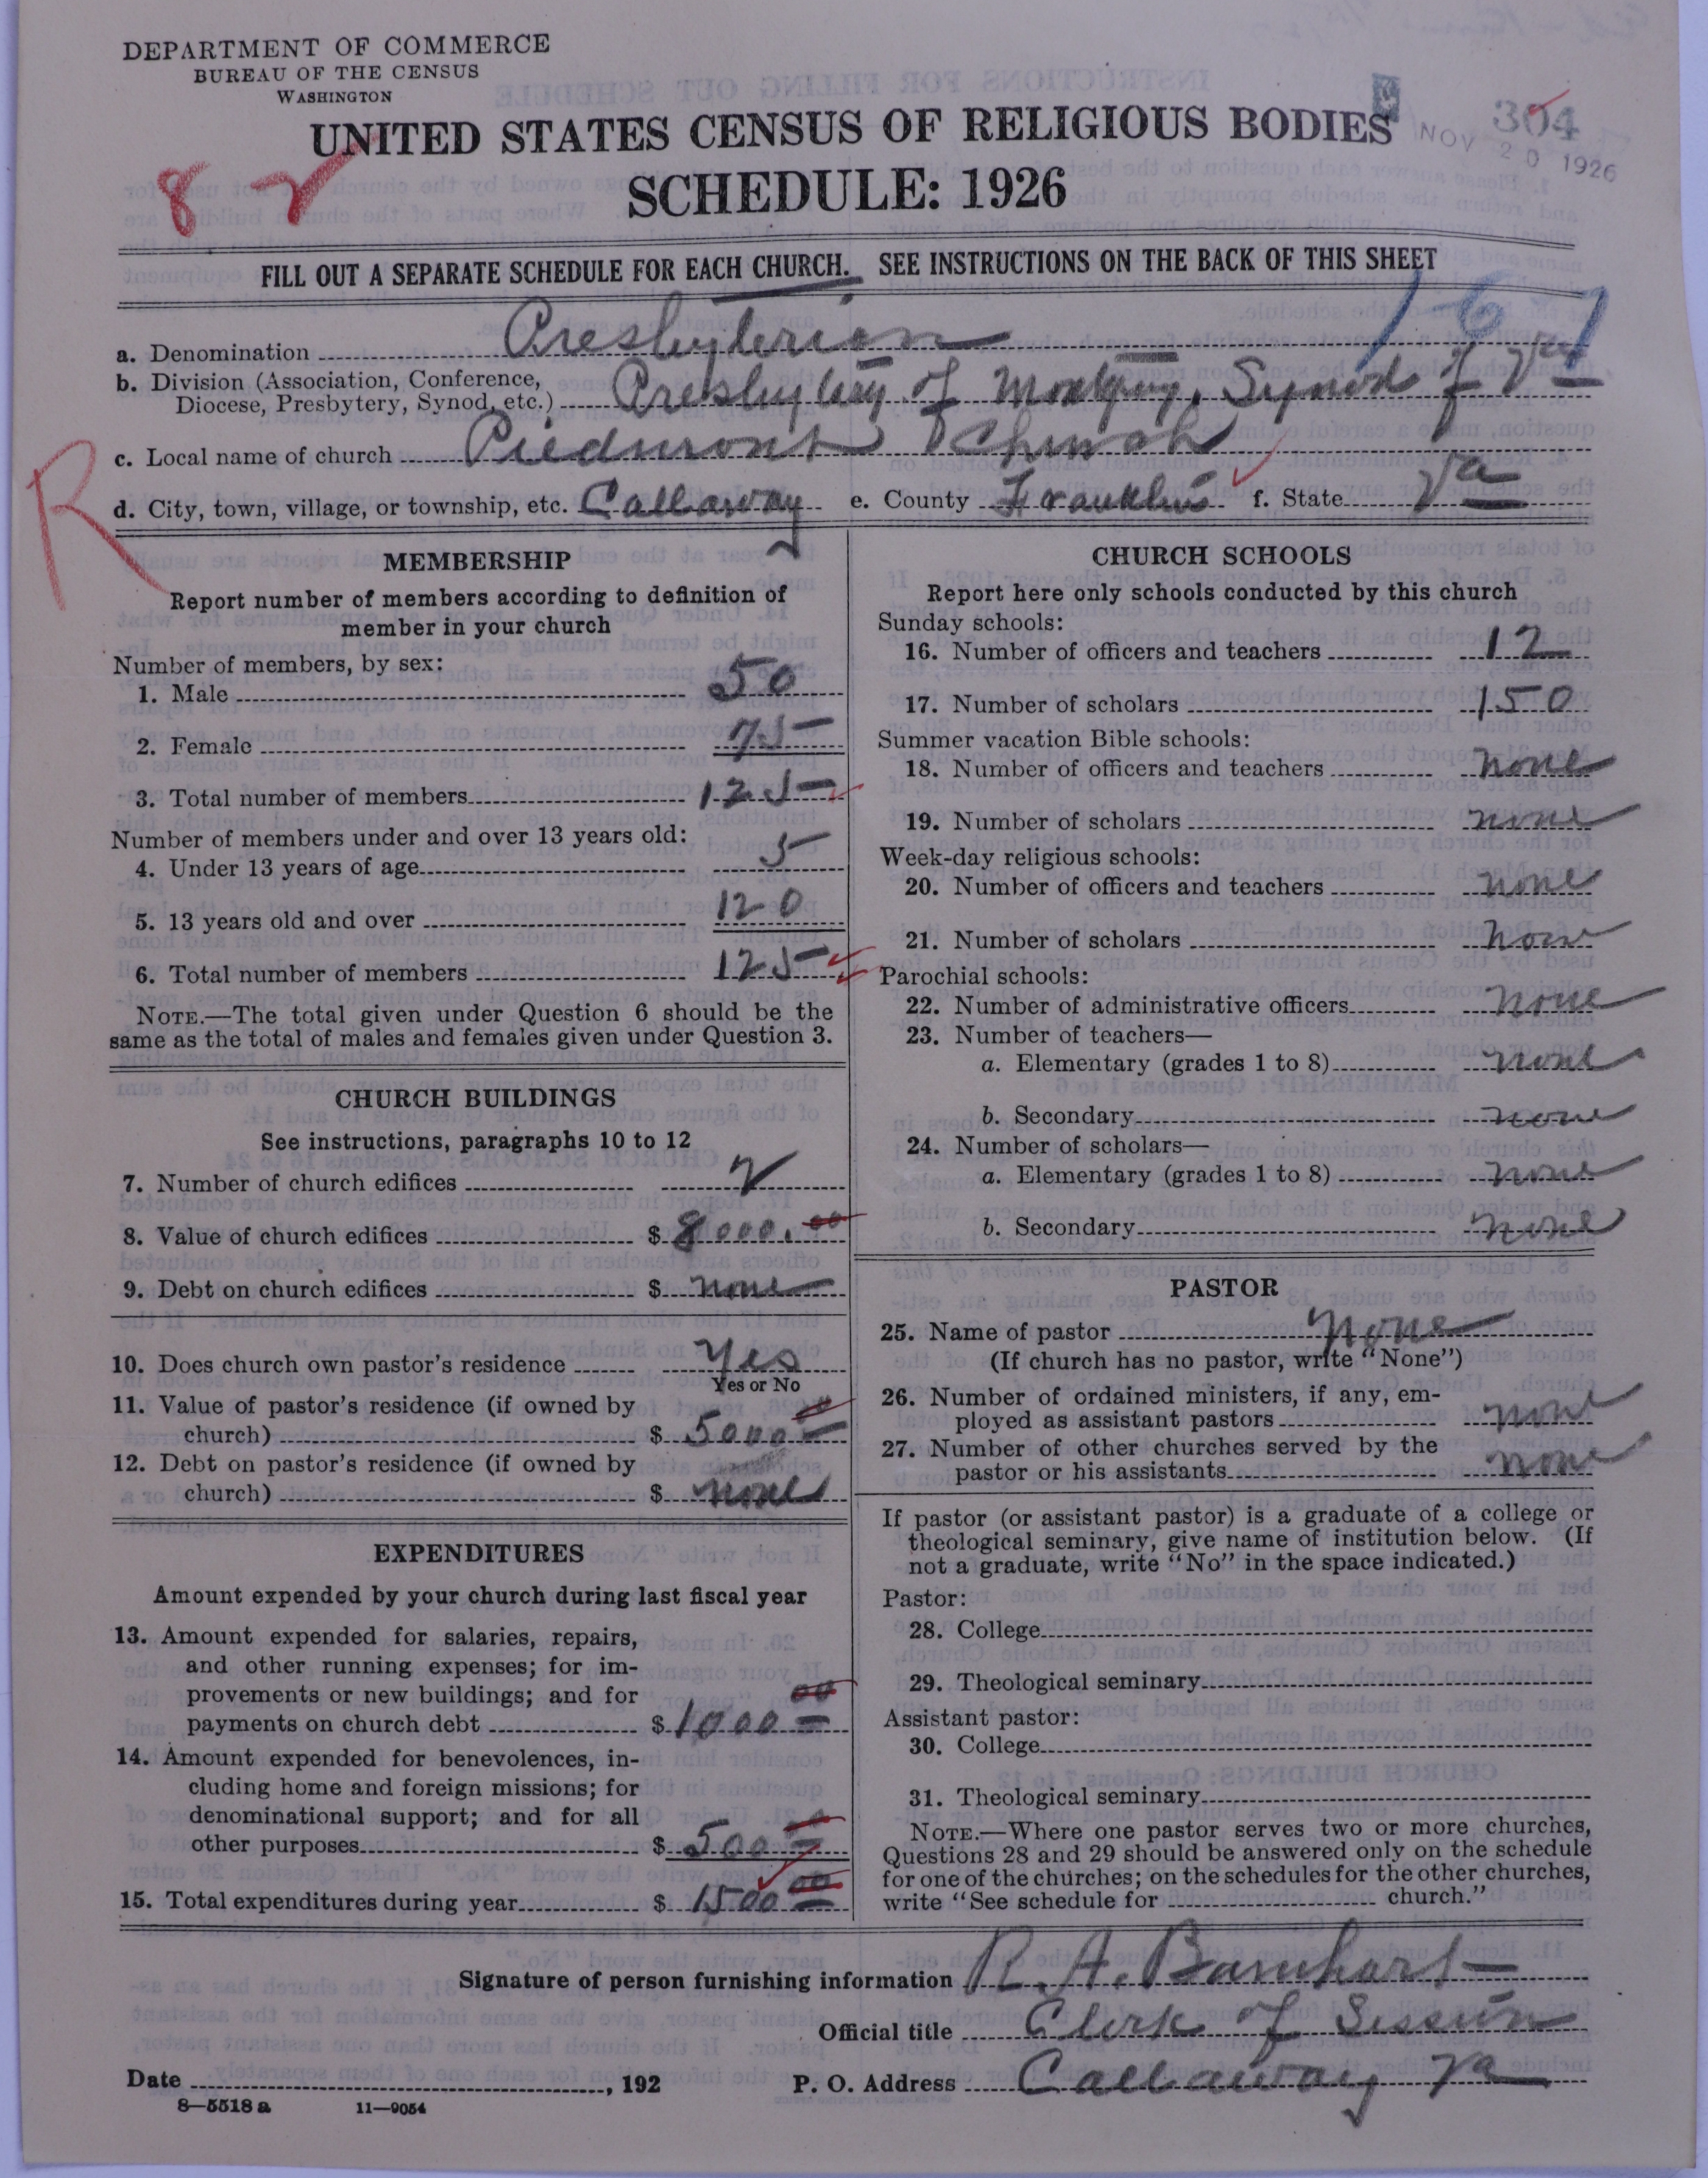 DEPARTMENT OF COMMERCE
BUREAU OF THE CENSUS
WASHINGTON
UNITED STATES CENSUS OF RELIGIOUS BODIES
304
NOV 20 1926
8 2
SCHEDULE: 1926
FILL OUT A SEPARATE SCHEDULE FOR EACH CHURCH. SEE INSTRUCTIONS ON THE BACK OF THIS SHEET
1-67
a. Denomination Presbyterian
b. Division (Association, Conference,
Diocese, Presbytery, Synod, etc.) Presbytery of Montgomy, Synod of Va
c. Local name of church Piedmont Church
R
d. City, town, village, or township, etc. Callaway e. County Franklin f. State Va
MEMBERSHIP
Report number of members according to definition of
member in your church
Number of members, by sex:
1. Male 50
2. Female 75
3. Total number of members 125
Number of members under and over 13 years old:
4. Under 13 years of age 5
5. 13 years old and over 120
6. Total number of members 125
NOTE.—The total given under Question 6 should be the
same as the total of males and females given under Question 3.
CHURCH BUILDINGS
See instructions, paragraphs 10 to 12
7. Number of church edifices 2
8. Value of church edifices $ 8000.00
9. Debt on church edifices $ none
10. Does church own pastor's residence Yes
Yes or No
11. Value of pastor's residence (if owned by
church) $ 5000 00
12. Debt on pastor's residence (if owned by
church) $ none
EXPENDITURES
Amount expended by your church during last fiscal year
13. Amount expended for salaries, repairs,
and other running expenses; for im-
provements or new buildings; and for
payments on church debt $ 1000 00
14. Amount expended for benevolences, in-
cluding home and foreign missions; for
denominational support; and for all
other purposes $ 500
15. Total expenditures during year $ 1500 00
CHURCH SCHOOLS
Report here only schools conducted by this church
Sunday schools:
16. Number of officers and teachers 12
17. Number of scholars 150
Summer vacation Bible schools:
18. Number of officers and teachers none
19. Number of scholars none
Week-day religious schools:
20. Number of officers and teachers none
21. Number of scholars none
Parochial schools:
22. Number of administrative officers none
23. Number of teachers—
a. Elementary (grades 1 to 8) none
b. Secondary none
24. Number of scholars—
a. Elementary (grades 1 to 8) none
b. Secondary none
PASTOR
25. Name of pastor none
(If church has no pastor, write "None")
26. Number of ordained ministers, if any, em-
ployed as assistant pastors none
27. Number of other churches served by the
pastor or his assistants none
If pastor (or assistant pastor) is a graduate of a college or
theological seminary, give name of institution below. (If
not a graduate, write "No" in the space indicated.)
Pastor:
28. College
29. Theological seminary
Assistant pastor:
30. College
31. Theological seminary
NOTE.—Where one pastor serves two or more churches,
Questions 28 and 29 should be answered only on the schedule
for one of the churches; on the schedules for the other churches,
write "See schedule for church."
Signature of person furnishing information R. A. Barnhart
Official title Clerk of Session
Date , 192 P. O. Address Callaway Va
8—5518 a 11—9054